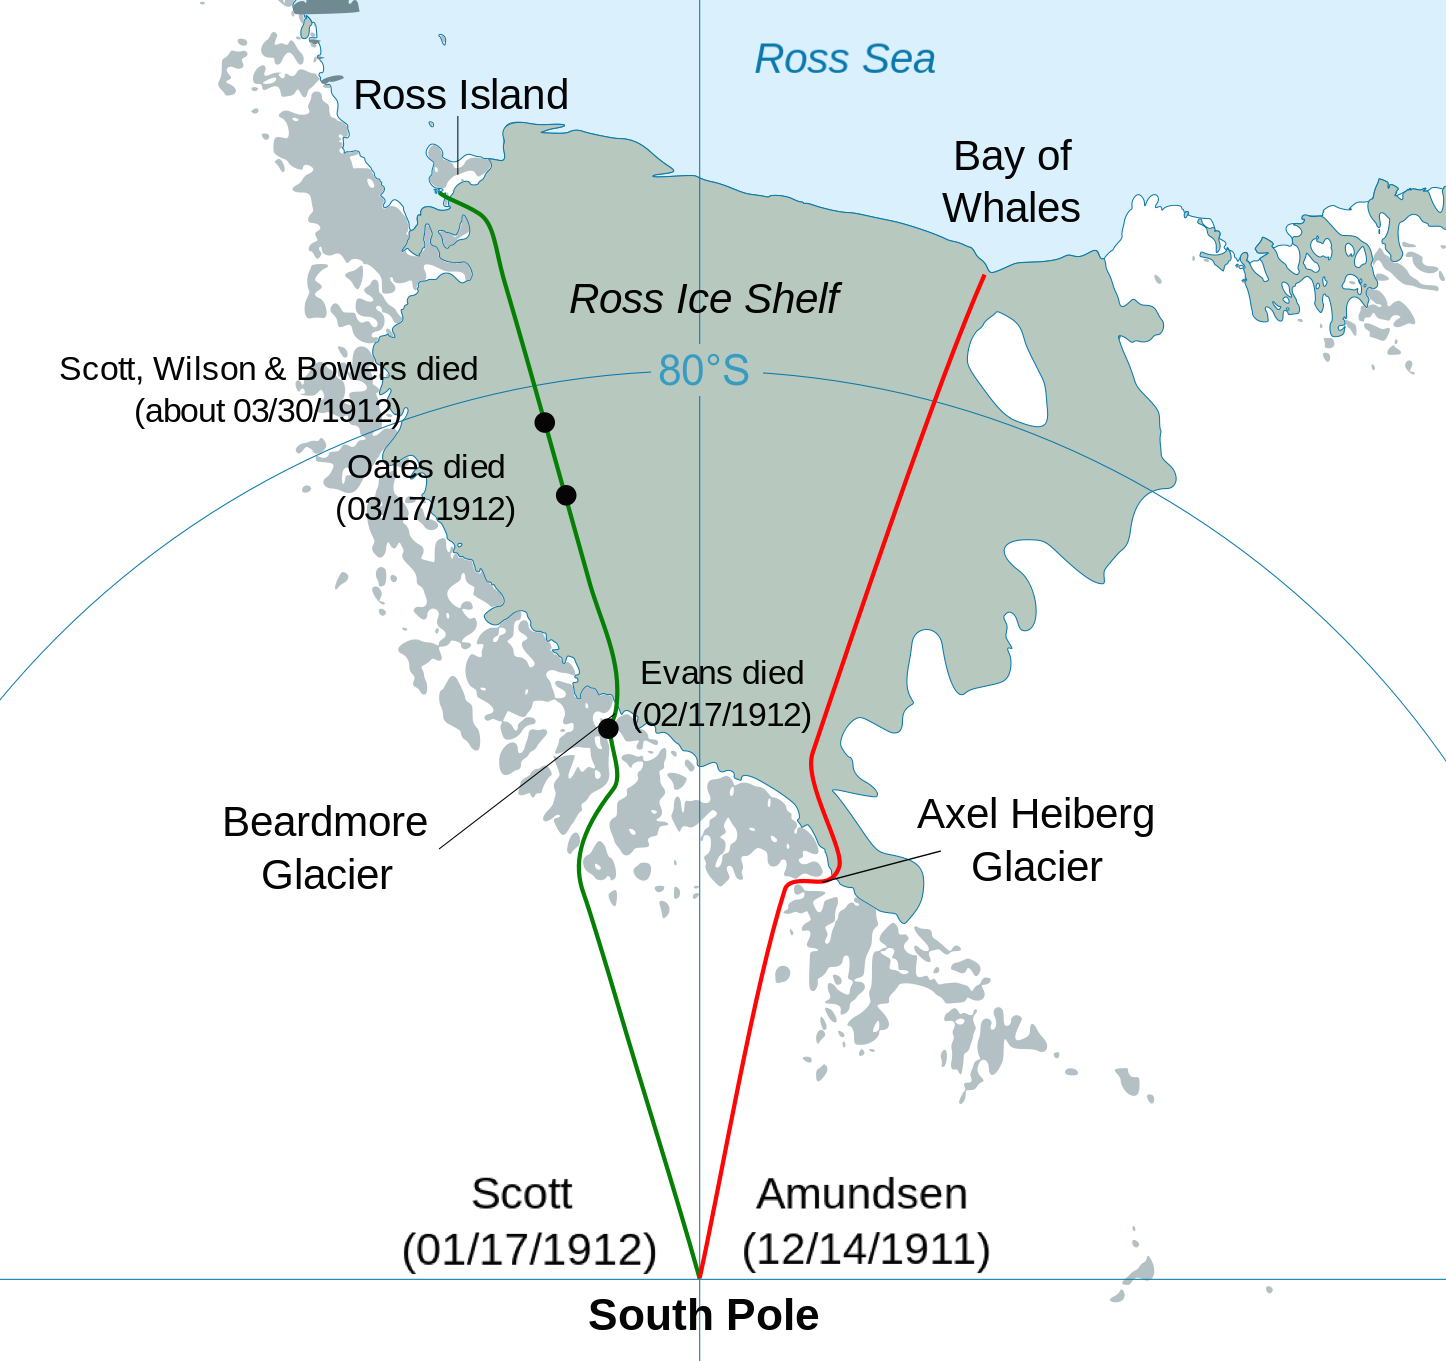 Ross Sea
Ross Island
Bay of
Whales
Ross Ice Shelf
80°S
Scott, Wilson & Bowers died
(about 03/30/1912)
Oates died
(03/17/1912)
Evans died
(02/17/1912)
Beardmore
Glacier
Axel Heiberg
Glacier
Scott
(01/17/1912)
Amundsen
(12/14/1911)
South Pole